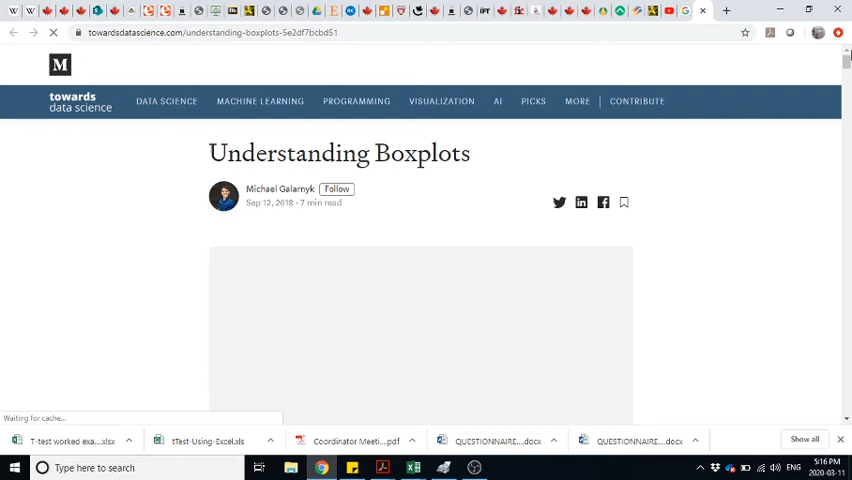 towardsdatascience.com/understanding-boxplots-5e2df7bcbd51
M
towards
data science
DATA SCIENCE
MACHINE LEARNING
PROGRAMMING
VISUALIZATION
AI
PICKS
MORE
CONTRIBUTE
Understanding Boxplots
Michael Galarnyk Follow
Sep 12, 2018 · 7 min read
Waiting for cache...
T-test worked exa....xlsx
tTest-Using-Excel.xls
Coordinator Meeti....pdf
QUESTIONNAIRE,...docx
QUESTIONNAIRE,...docx
Show all
Type here to search
ENG
5:16 PM
2020-03-11